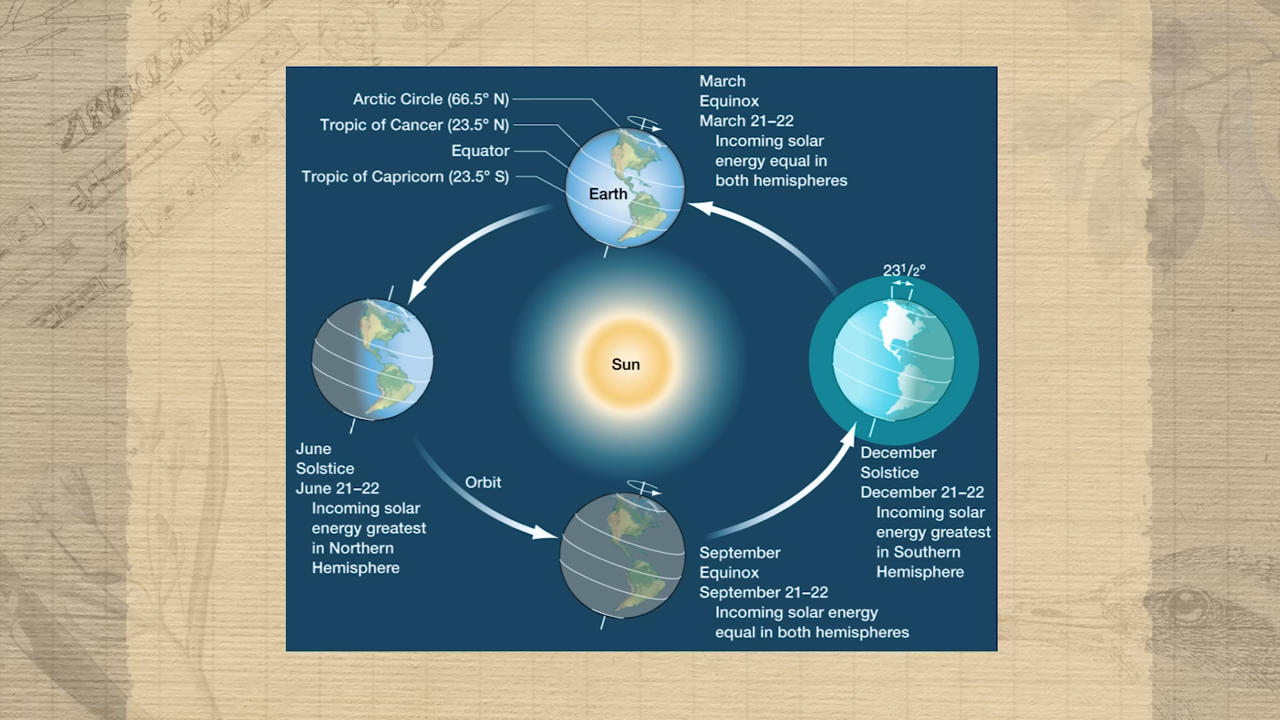 Arctic Circle (66.5° N)
Tropic of Cancer (23.5° N)
Equator
Tropic of Capricorn (23.5° S)
Earth
March
Equinox
March 21–22
Incoming solar
energy equal in
both hemispheres
23 1/2°
Sun
June
Solstice
June 21–22
Incoming solar
energy greatest
in Northern
Hemisphere
Orbit
December
Solstice
December 21–22
Incoming solar
energy greatest
in Southern
Hemisphere
September
Equinox
September 21–22
Incoming solar energy
equal in both hemispheres